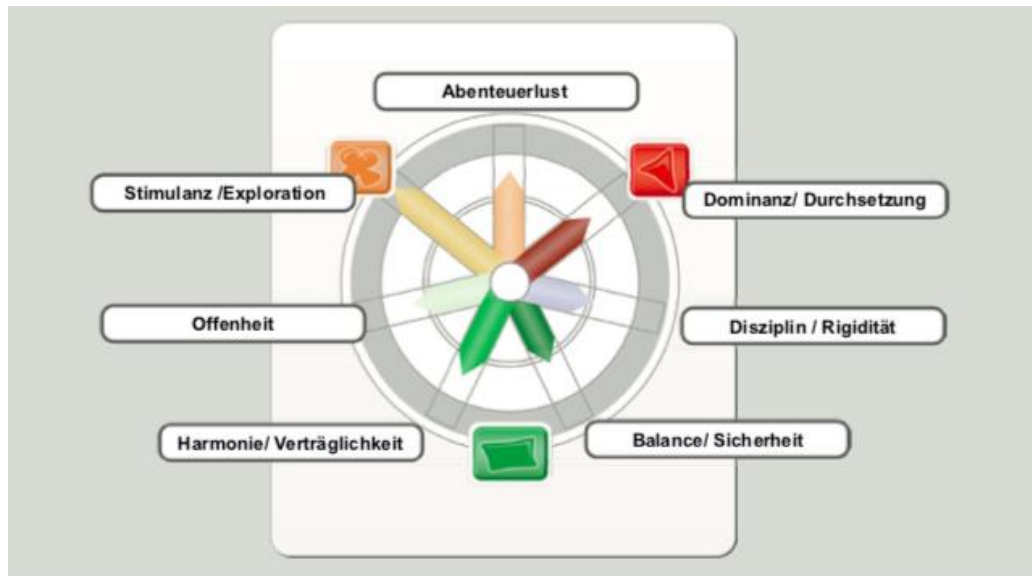 Abenteuerlust
Stimulanz /Exploration
Dominanz/ Durchsetzung
Offenheit
Disziplin / Rigidität
Harmonie/ Verträglichkeit
Balance/ Sicherheit